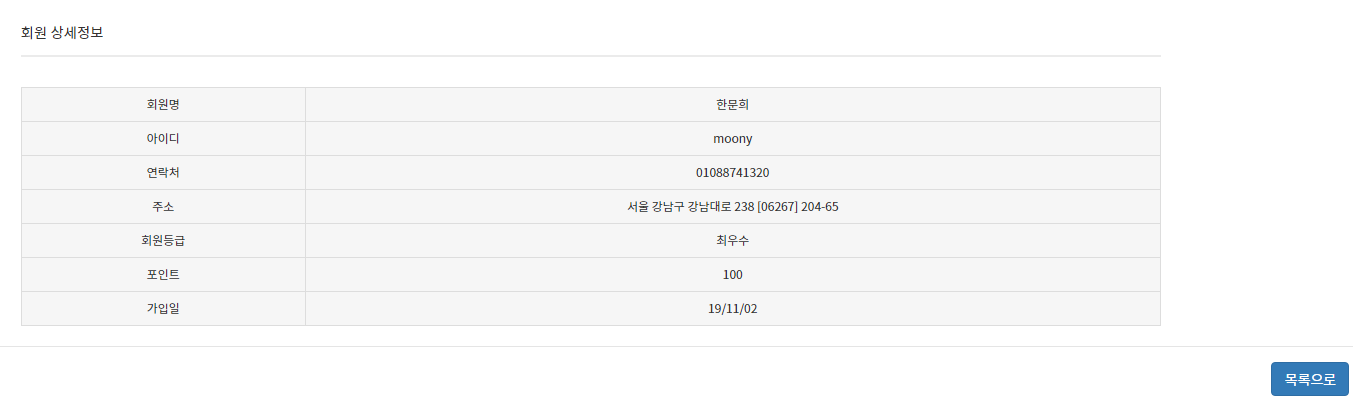 회원 상세정보
회원명 한문희
아이디 moony
연락처 01088741320
주소 서울 강남구 강남대로 238 [06267] 204-65
회원등급 최우수
포인트 100
가입일 19/11/02
목록으로